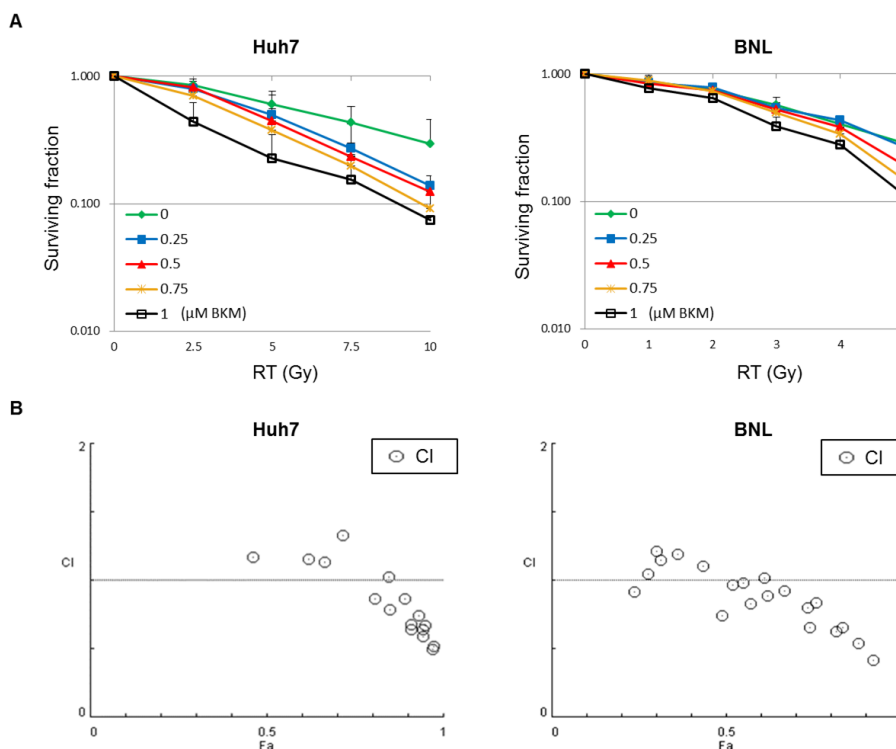 A
Huh7
BNL
1.000
0.100
0.010
Surviving fraction
0
0.25
0.5
0.75
1 (μM BKM)
0 2.5 5 7.5 10
RT (Gy)
1.000
0.100
0.010
Surviving fraction
0
0.25
0.5
0.75
1 (μM BKM)
0 1 2 3 4
RT (Gy)
B
Huh7
BNL
2
CI
CI
0
0 0.5 1
Fa
2
CI
CI
0
0 0.5
Fa